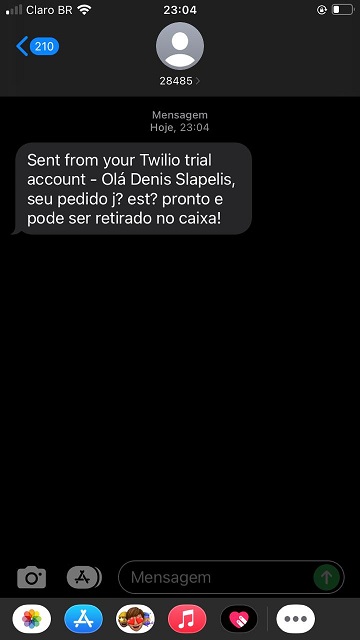 Claro BR 23:04
210
28485
Mensagem
Hoje, 23:04
Sent from your Twilio trial
account - Olá Denis Slapelis,
seu pedido j? est? pronto e
pode ser retirado no caixa!
Mensagem